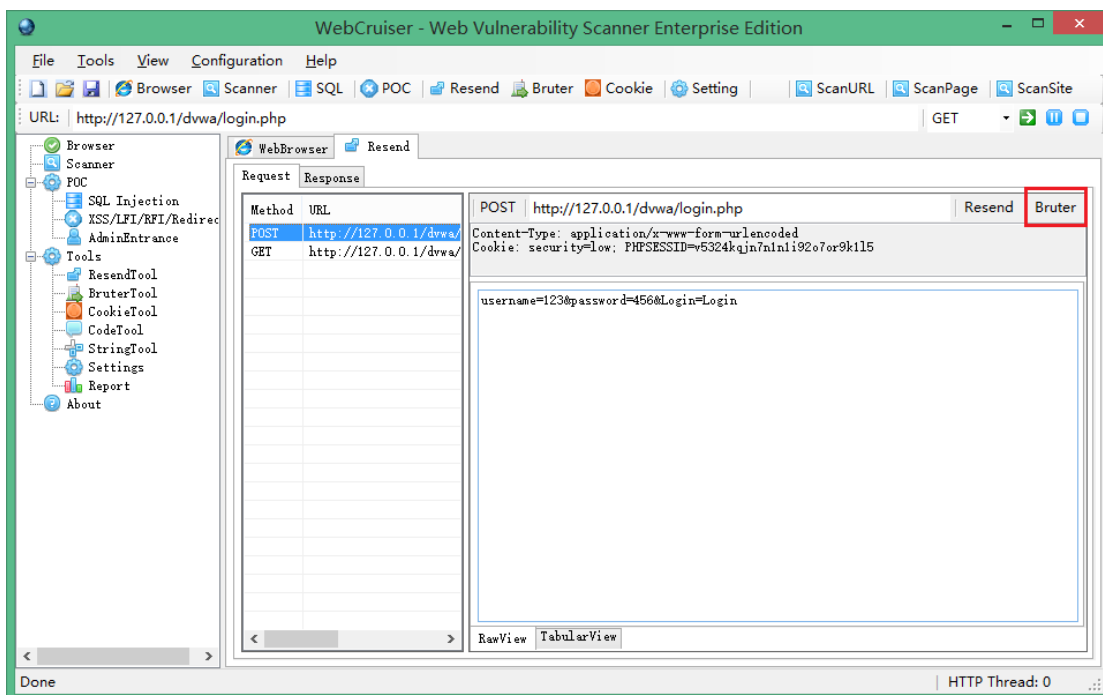 WebCruiser - Web Vulnerability Scanner Enterprise Edition
File Tools View Configuration Help
Browser Scanner SQL POC Resend Bruter Cookie Setting ScanURL ScanPage ScanSite
URL: http://127.0.0.1/dvwa/login.php GET
Browser
Scanner
POC
SQL Injection
XSS/LFI/RFI/Redirec
AdminEntrance
Tools
ResendTool
BruterTool
CookieTool
CodeTool
StringTool
Settings
Report
About
WebBrowser Resend
Request Response
Method URL
POST http://127.0.0.1/dvwa/
GET http://127.0.0.1/dvwa/
POST http://127.0.0.1/dvwa/login.php Resend Bruter
Content-Type: application/x-www-form-urlencoded
Cookie: security=low; PHPSESSID=v5324kqjn7n1n1i92o7or9k1l5
username=123&password=456&Login=Login
RawView TabularView
Done HTTP Thread: 0